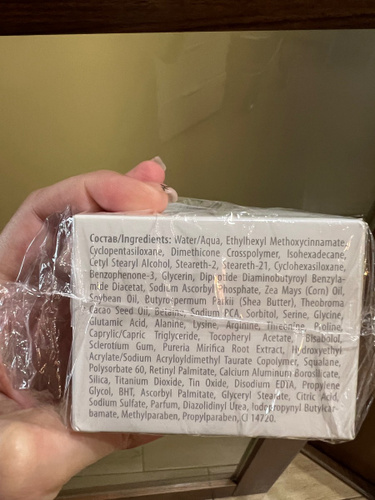 Состав/Ingredients: Water/Aqua, Ethylhexyl Methoxycinnamate,
Cyclopentasiloxane, Dimethicone Crosspolymer, Isohexadecane,
Cetyl Stearyl Alcohol, Steareth-2, Steareth-21, Cyclohexasiloxane,
Benzophenone-3, Glycerin, Dipeptide Diaminobutyroyl Benzyla-
mide Diacetat, Sodium Ascorbyl Phosphate, Zea Mays (Corn) Oil,
Soybean Oil, Butyrospermum Parkii (Shea Butter), Theobroma
Cacao Seed Oil, Betaine, Sodium PCA, Sorbitol, Serine, Glycine,
Glutamic Acid, Alanine, Lysine, Arginine, Threonine, Proline,
Caprylic/Capric Triglyceride, Tocopheryl Acetate, Bisabolol,
Sclerotium Gum, Pureria Mirifica Root Extract, Hydroxyethyl
Acrylate/Sodium Acryloyldimethyl Taurate Copolymer, Squalane,
Polysorbate 60, Retinyl Palmitate, Calcium Aluminum Borosilicate,
Silica, Titanium Dioxide, Tin Oxide, Disodium EDTA, Propylene
Glycol, BHT, Ascorbyl Palmitate, Glyceryl Stearate, Citric Acid,
Sodium Sulfate, Parfum, Diazolidinyl Urea, Iodopropynyl Butylcar-
bamate, Methylparaben, Propylparaben, CI 14720.